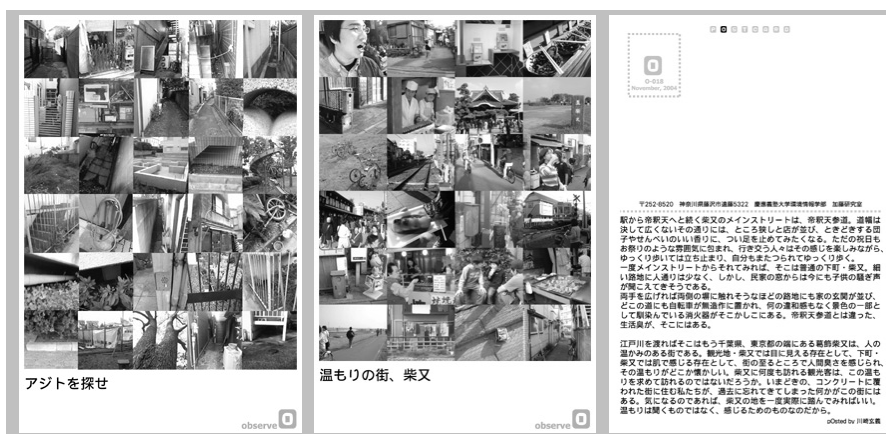 アジトを探せ
observe
温もりの街、柴又
observe
POSTCARD
O-018
November, 2004
〒252-8520 神奈川県藤沢市遠藤5322 慶應義塾大学環境情報学部 加藤研究室
駅から帝釈天へと続く柴又のメインストリートは、帝釈天参道。道幅は
決して広くないその通りには、ところ狭しと店が並び、ときどきする団
子やせんべいのいい香りに、つい足を止めてみたくなる。ただの祝日も
お祭りのような雰囲気に包まれ、行き交う人々はその感じを楽しみながら、
ゆっくり歩いては立ち止まり、自分もまたつられてゆっくり歩く。
一度メインストリートからそれてみれば、そこは普通の下町・柴又。細
い路地に人通りは少なく、しかし、民家の窓からは今にも子供の騒ぎ声
が聞こえてきそうである。
両手を広げれば両側の塀に触れそうなほどの路地にも家の玄関が並び、
どこの道にも自転車が無造作に置かれ、何の違和感もなく景色の一部と
して馴染んでいる消火器がそこかしこにある。帝釈天参道とは違った、
生活臭が、そこにはある。
江戸川を渡ればそこはもう千葉県、東京都の端にある葛飾柴又は、人の
温かみのある街である。観光地・柴又では目に見える存在として、下町・
柴又では肌で感じる存在として、街の至るところで人間臭さを感じられ、
その温もりがどこか懐かしい。柴又に何度も訪れる観光客は、この温も
りを求めて訪れるのではないだろうか。いまどきの、コンクリートに覆
われた街に住む私たちが、過去に忘れてきてしまった何かがこの街には
ある。気になるのであれば、柴又の地を一度実際に踏んでみればいい。
温もりは聞くものではなく、感じるためのものなのだから。
pOsted by 川崎玄義